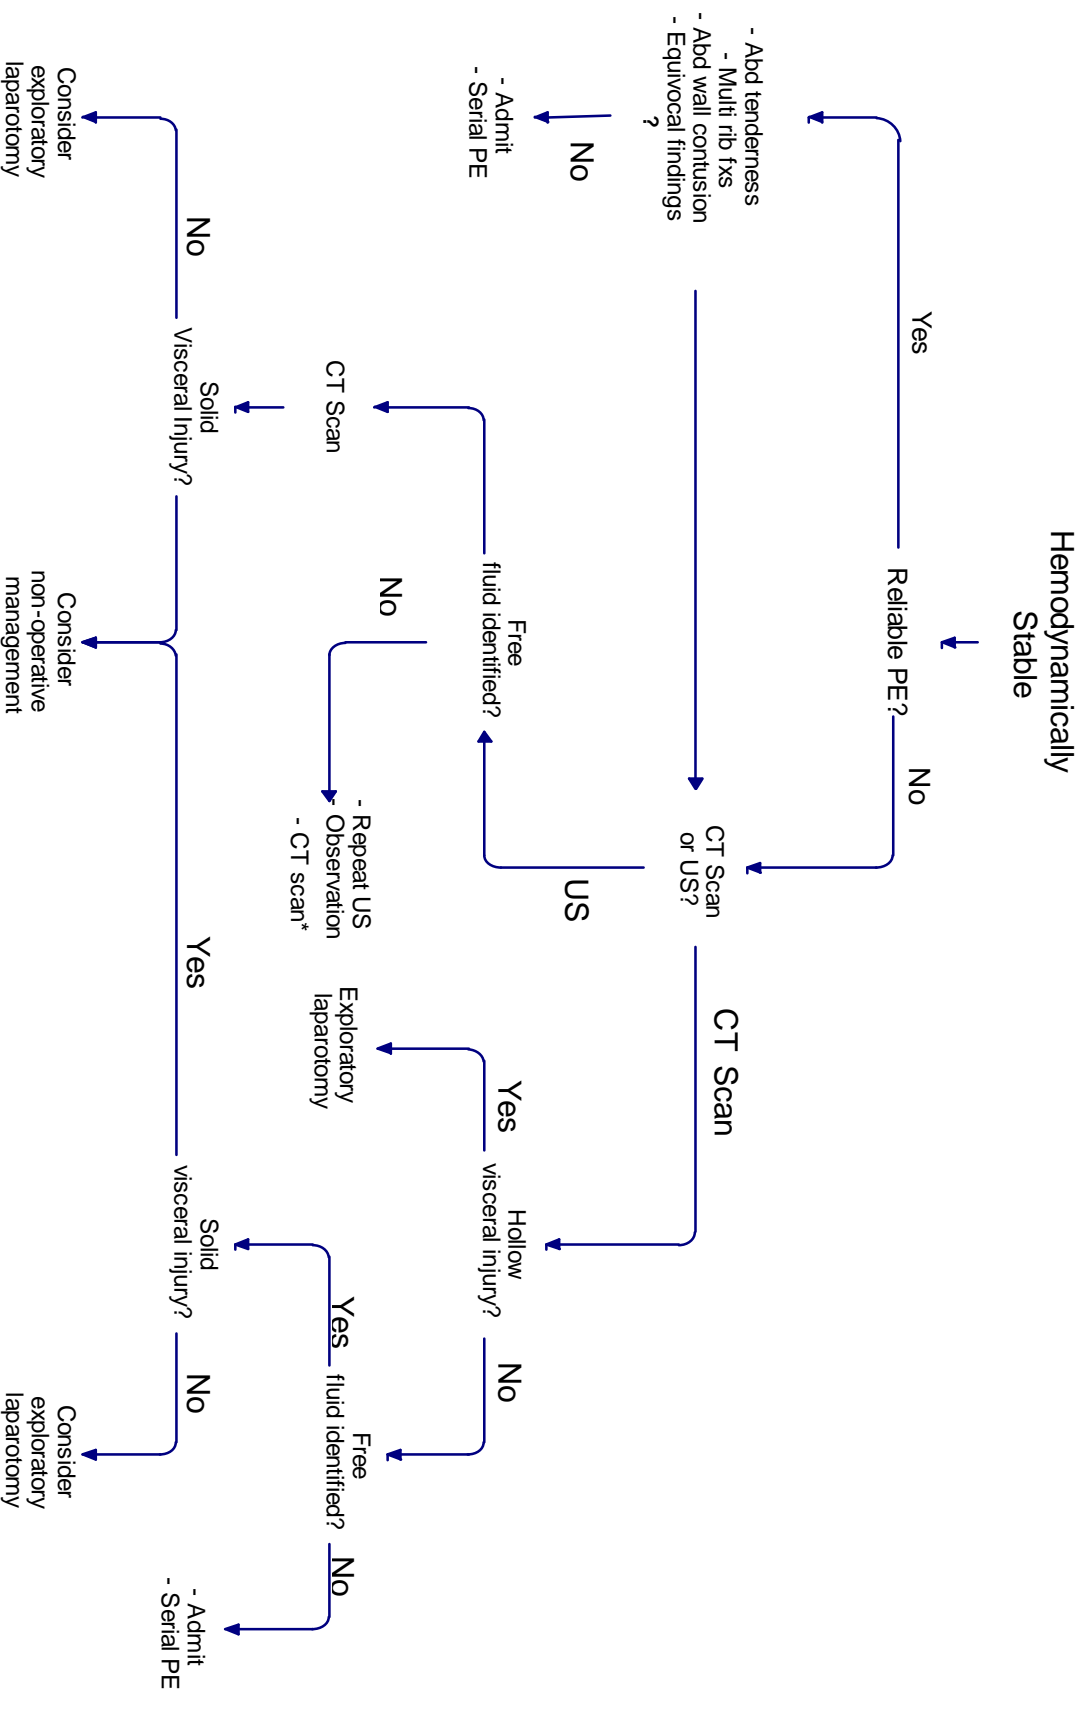 Hemodynamically
Stable
Reliable PE?
Yes
No
- Abd tenderness
- Multi rib fxs
- Abd wall contusion
- Equivocal findings
?
CT Scan
or US?
CT Scan
No
US
- Admit
- Serial PE
Free
fluid identified?
Hollow
visceral injury?
Yes
No
No
CT Scan
- Repeat US
- Observation
- CT scan*
Exploratory
laparotomy
Free
fluid identified?
Yes
No
Solid
Visceral Injury?
No
Yes
Solid
visceral injury?
No
- Admit
- Serial PE
Consider
exploratory
laparotomy
Consider
non-operative
management
Consider
exploratory
laparotomy